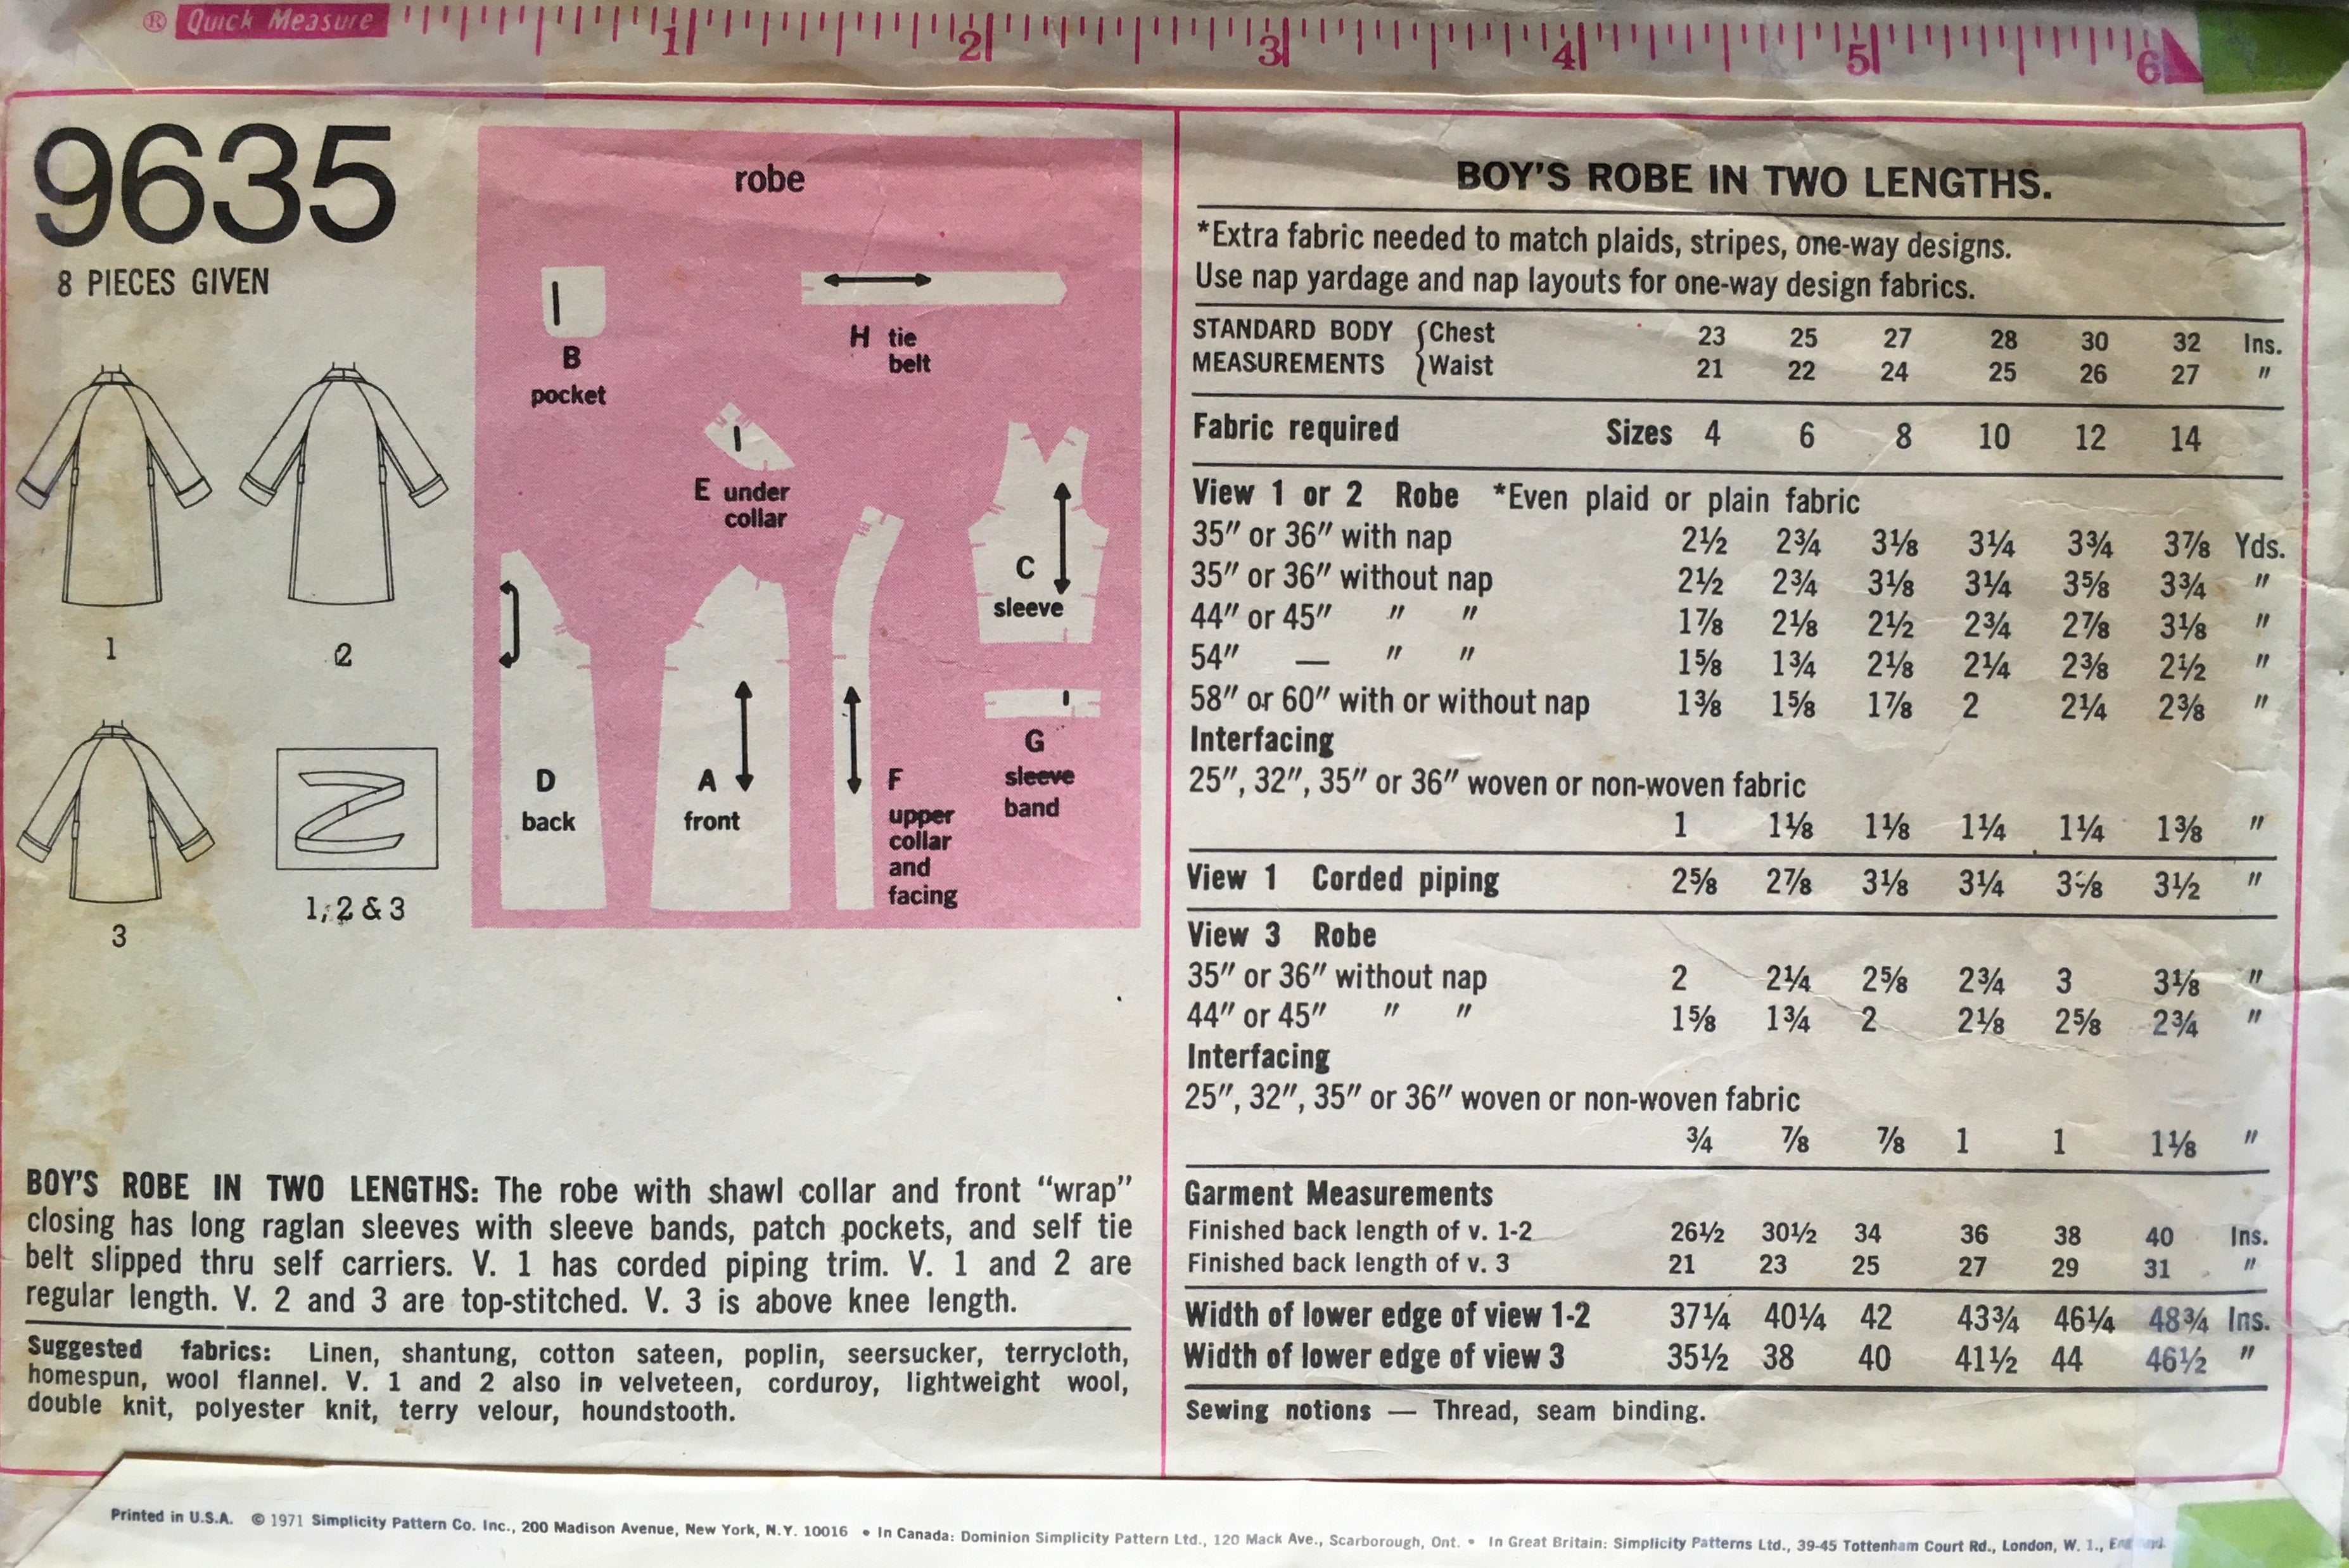 ® Quick Measure 1 2 3 4 5 6
9635
8 PIECES GIVEN
1
2
3
1, 2 & 3
robe
B
pocket
H tie
belt
E under
collar
C
sleeve
D
back
A
front
F
upper
collar
and
facing
G
sleeve
band
BOY'S ROBE IN TWO LENGTHS: The robe with shawl collar and front “wrap”
closing has long raglan sleeves with sleeve bands, patch pockets, and self tie
belt slipped thru self carriers. V. 1 has corded piping trim. V. 1 and 2 are
regular length. V. 2 and 3 are top-stitched. V. 3 is above knee length.
Suggested fabrics: Linen, shantung, cotton sateen, poplin, seersucker, terrycloth,
homespun, wool flannel. V. 1 and 2 also in velveteen, corduroy, lightweight wool,
double knit, polyester knit, terry velour, houndstooth.
BOY'S ROBE IN TWO LENGTHS.
*Extra fabric needed to match plaids, stripes, one-way designs.
Use nap yardage and nap layouts for one-way design fabrics.
STANDARD BODY { Chest 23 25 27 28 30 32 Ins.
MEASUREMENTS { Waist 21 22 24 25 26 27 "
Fabric required Sizes 4 6 8 10 12 14
View 1 or 2 Robe *Even plaid or plain fabric
35" or 36" with nap 2½ 2¾ 3⅛ 3¼ 3¾ 3⅞ Yds.
35" or 36" without nap 2½ 2¾ 3⅛ 3¼ 3⅝ 3¾ "
44" or 45" " " 1⅞ 2⅛ 2½ 2¾ 2⅞ 3⅛ "
54" — " " 1⅝ 1¾ 2⅛ 2¼ 2⅜ 2½ "
58" or 60" with or without nap 1⅜ 1⅝ 1⅞ 2 2¼ 2⅜ "
Interfacing
25", 32", 35" or 36" woven or non-woven fabric
1 1⅛ 1⅛ 1¼ 1¼ 1⅜ "
View 1 Corded piping 2⅝ 2⅞ 3⅛ 3¼ 3⅜ 3½ "
View 3 Robe
35" or 36" without nap 2 2¼ 2⅝ 2¾ 3 3⅛ "
44" or 45" " " 1⅝ 1¾ 2 2⅛ 2⅝ 2¾ "
Interfacing
25", 32", 35" or 36" woven or non-woven fabric
¾ ⅞ ⅞ 1 1 1⅛ "
Garment Measurements
Finished back length of v. 1-2 26½ 30½ 34 36 38 40 Ins.
Finished back length of v. 3 21 23 25 27 29 31 "
Width of lower edge of view 1-2 37¼ 40¼ 42 43¾ 46¼ 48¾ Ins.
Width of lower edge of view 3 35½ 38 40 41½ 44 46½ "
Sewing notions — Thread, seam binding.
Printed in U.S.A. © 1971 Simplicity Pattern Co. Inc., 200 Madison Avenue, New York, N.Y. 10016 • In Canada: Dominion Simplicity Pattern Ltd., 120 Mack Ave., Scarborough, Ont. • In Great Britain: Simplicity Patterns Ltd., 39-45 Tottenham Court Rd., London, W. 1., England.